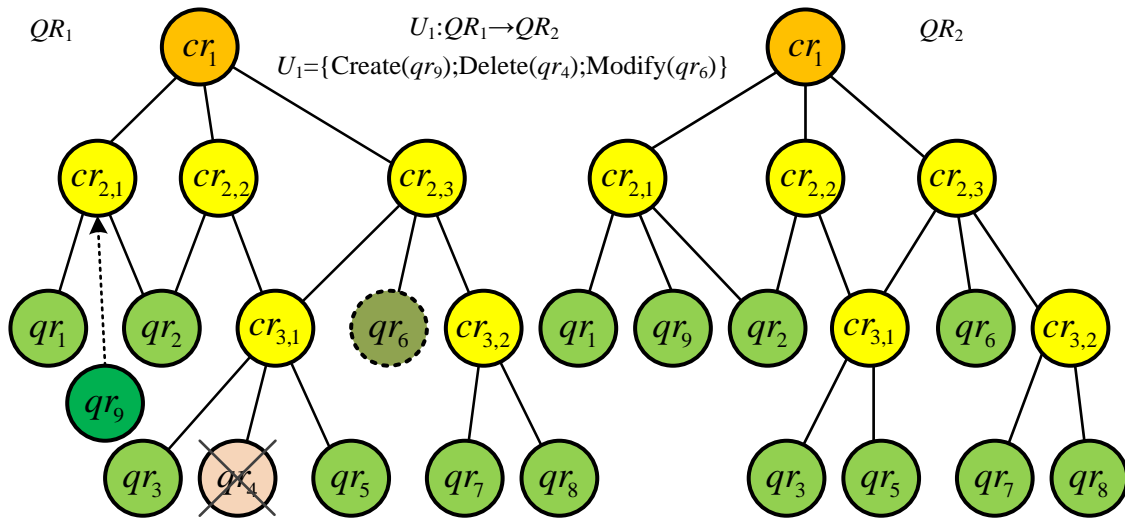 QR₁
U₁:QR₁→QR₂
QR₂
U₁={Create(qr₉);Delete(qr₄);Modify(qr₆)}
cr₁
cr₁
cr₂,₁
cr₂,₂
cr₂,₃
cr₂,₁
cr₂,₂
cr₂,₃
qr₁
qr₂
cr₃,₁
qr₆
cr₃,₂
qr₁
qr₉
qr₂
cr₃,₁
qr₆
cr₃,₂
qr₉
qr₃
qr₄
qr₅
qr₇
qr₈
qr₃
qr₅
qr₇
qr₈